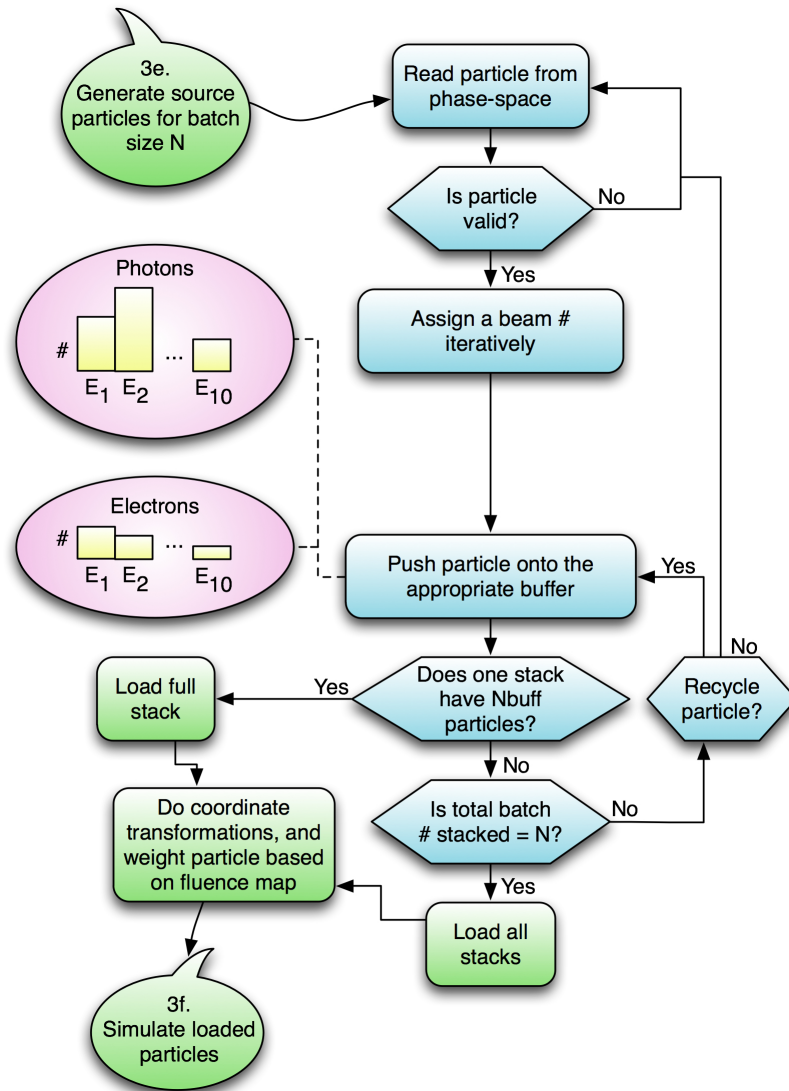 3e.
Generate source
particles for batch
size N
Read particle from
phase-space
Is particle
valid?
No
Yes
Photons
#
...
E1 E2 E10
Assign a beam #
iteratively
Electrons
#
...
E1 E2 E10
Push particle onto the
appropriate buffer
Yes
No
Recycle
particle?
Does one stack
have Nbuff
particles?
Yes
Load full
stack
No
Is total batch
# stacked = N?
No
Yes
Do coordinate
transformations, and
weight particle based
on fluence map
Load all
stacks
3f.
Simulate loaded
particles